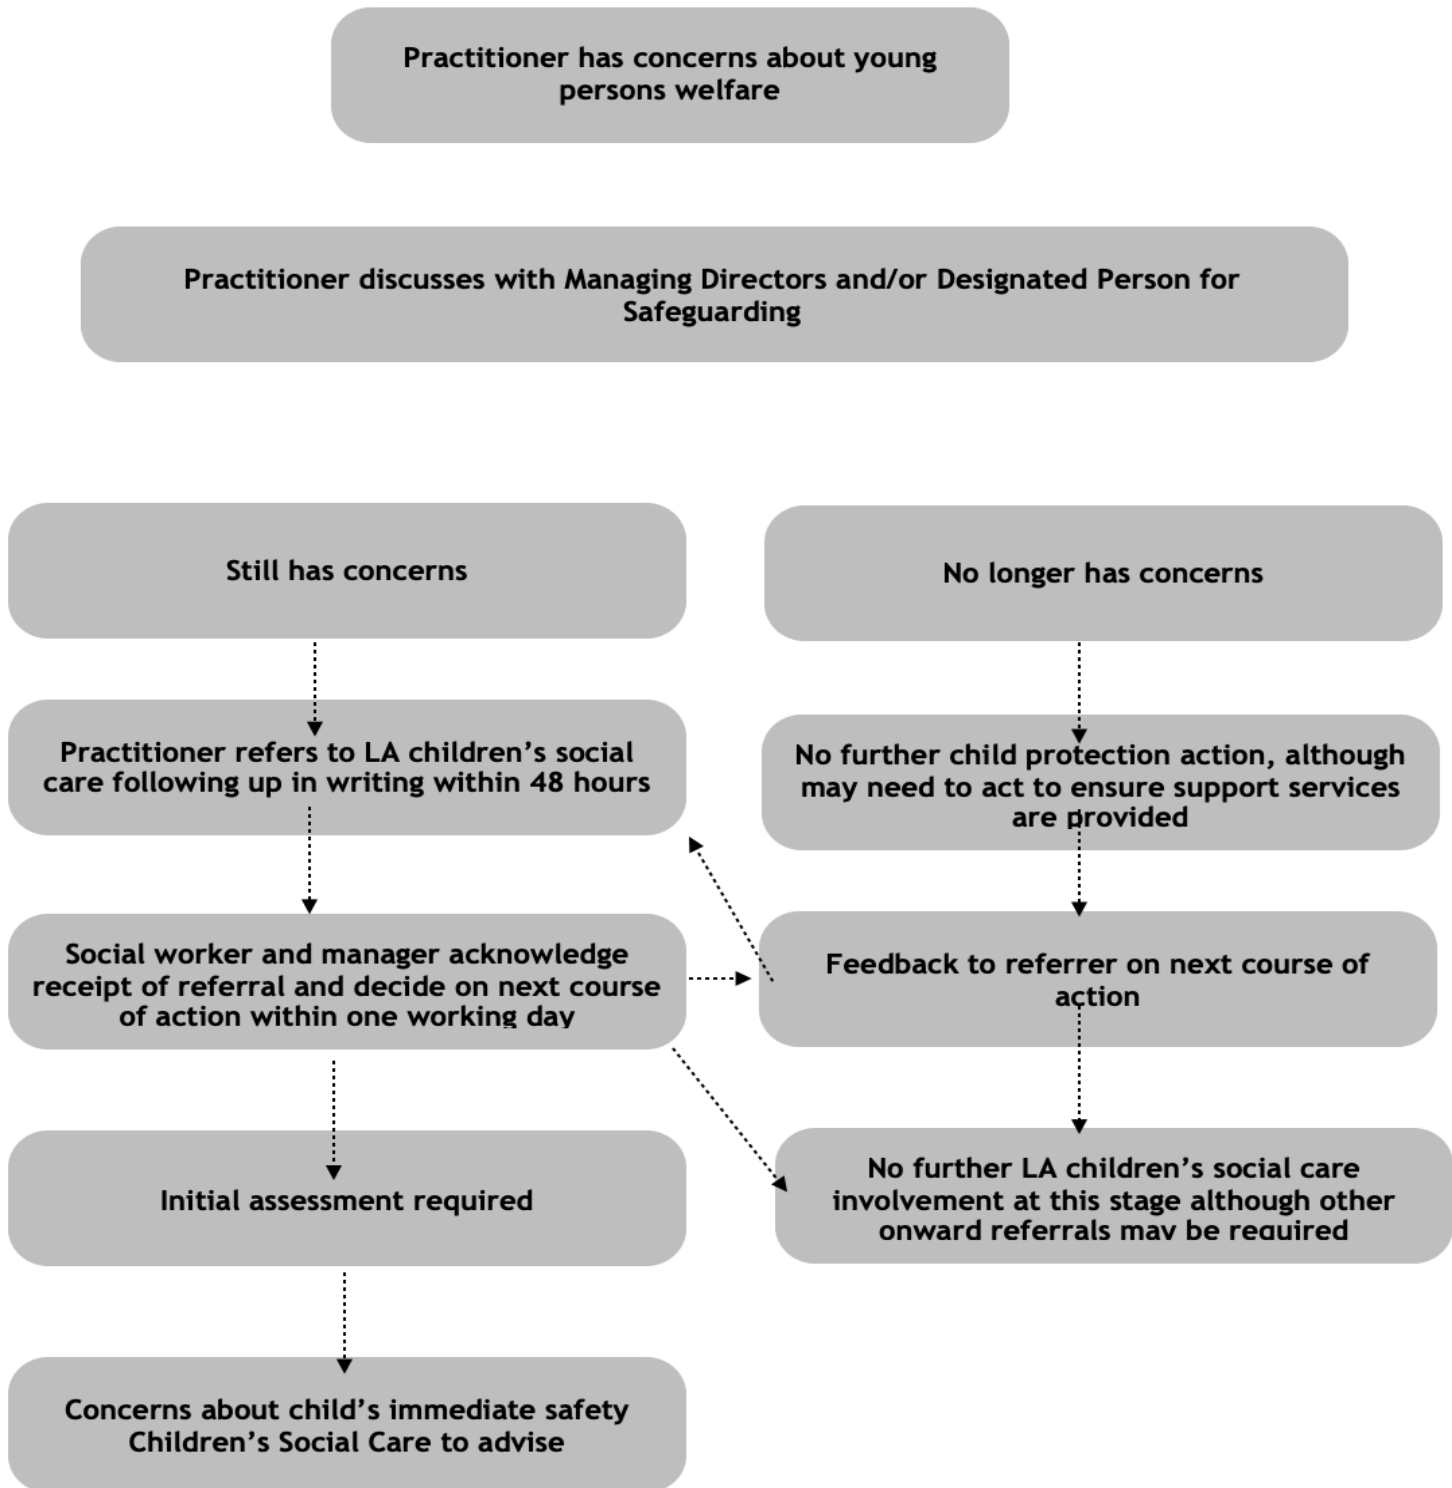 Practitioner has concerns about young
persons welfare
Practitioner discusses with Managing Directors and/or Designated Person for
Safeguarding
Still has concerns
No longer has concerns
Practitioner refers to LA children’s social
care following up in writing within 48 hours
No further child protection action, although
may need to act to ensure support services
are provided
Social worker and manager acknowledge
receipt of referral and decide on next course
of action within one working day
Feedback to referrer on next course of
action
Initial assessment required
No further LA children’s social care
involvement at this stage although other
onward referrals may be required
Concerns about child’s immediate safety
Children’s Social Care to advise